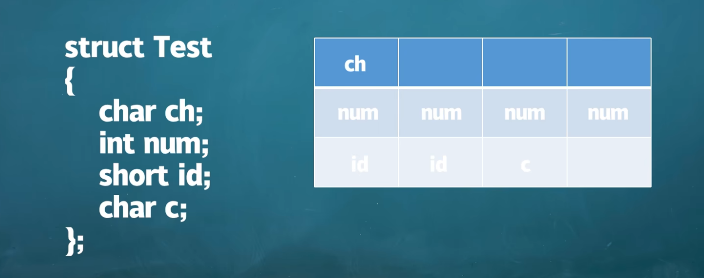 struct Test
{
char ch;
int num;
short id;
char c;
};
ch
num num num num
id id c